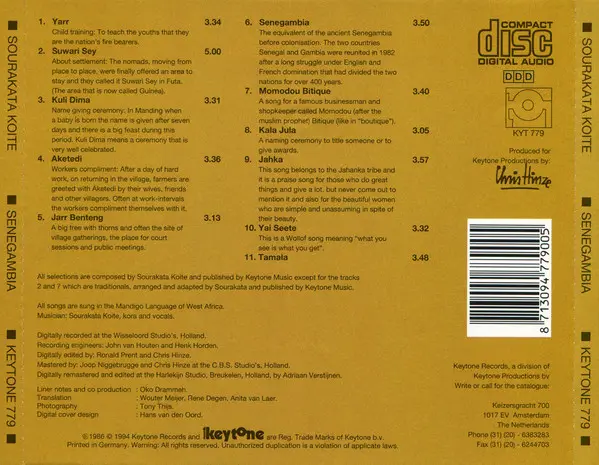 SOURAKATA KOITE ■ SENEGAMBIA ■ KEYTONE 779
1. Yarr 3.34
Child training: To teach the youths that they
are the nation's fire bearers.
2. Suwari Sey 5.00
About settlement: The nomads, moving from
place to place, were finally offered an area to
stay and they called it Suwari Sey in Futa.
(The area that is now called Guinéa).
3. Kuli Dima 3.31
Name giving ceremony: In Manding when
a baby is born the name is given after seven
days and there is a big feast during this
period. Kuli Dima means a ceremony that is
very well celebrated.
4. Aketedi 3.36
Workers compliment: After a day of hard
work, on returning in the village, farmers are
greeted with Aketedi by their wives, friends
and other villagers. Often at work-intervals
the workers compliment themselves with it.
5. Jarr Benteng 3.13
A big tree with thorns and often the site of
village gatherings, the place for court
sessions and public meetings.
6. Senegambia 3.50
The equivalent of the ancient Senegambia
before colonisation. The two countries
Senegal and Gambia were reunited in 1982
after a long struggle under English and
French domination that had divided the two
nations for over 400 years.
7. Momodou Bitique 3.40
A song for a famous businessman and
shopkeeper called Momodou (after the
muslim prophet) Bitique (like in "boutique").
8. Kala Jula 3.05
A naming ceremony to title someone or to
give awards.
9. Jahka 3.57
This song belongs to the Jahanka tribe and
it is a praise song for those who do great
things and give a lot, but never come out to
mention it and also for the beautiful women
who are simple and unassuming in spite of
their beauty.
10. Yai Seete 3.32
This is a Wollof song meaning "what you
see is what you get".
11. Tamala 3.48
All selections are composed by Sourakata Koite and published by Keytone Music except for the tracks
2 and 7 which are traditionals, arranged and adapted by Sourakata and published by Keytone Music.
All songs are sung in the Mandigo Language of West Africa.
Musician: Sourakata Koite, kora and vocals.
Digitally recorded at the Wisseloord Studio's, Holland.
Recording engineers: John van Houten and Henk Horden.
Digitally edited by: Ronald Prent and Chris Hinze.
Mastered by: Joop Niggebrugge and Chris Hinze at the C.B.S. Studio's, Holland.
Digitally remastered and edited at the Harlekijn Studio, Breukelen, Holland, by Adriaan Verstijnen.
Liner notes and co production : Oko Drammeh.
Translation : Wouter Meijer, Rene Degen, Anita van Laer.
Photography : Tony Thijs.
Digital cover design : Hans van den Oord.
℗1986 © 1994 Keytone Records and keytone are Reg. Trade Marks of Keytone b.v.
Printed in Germany. Warning: All rights reserved. Unauthorized duplication is a violation of applicable laws.
COMPACT
disc
DIGITAL AUDIO
DDD
KYT 779
Produced for
Keytone Productions by:
Chris Hinze
8 713094 779005
Keytone Records, a division of
Keytone Productions bv
Write or call for the catalogue:
Keizersgracht 700
1017 EV Amsterdam
The Netherlands
Phone (31) (20) - 6383283
Fax (31) (20) - 6244703
SOURAKATA KOITE ■ SENEGAMBIA ■ KEYTONE 779